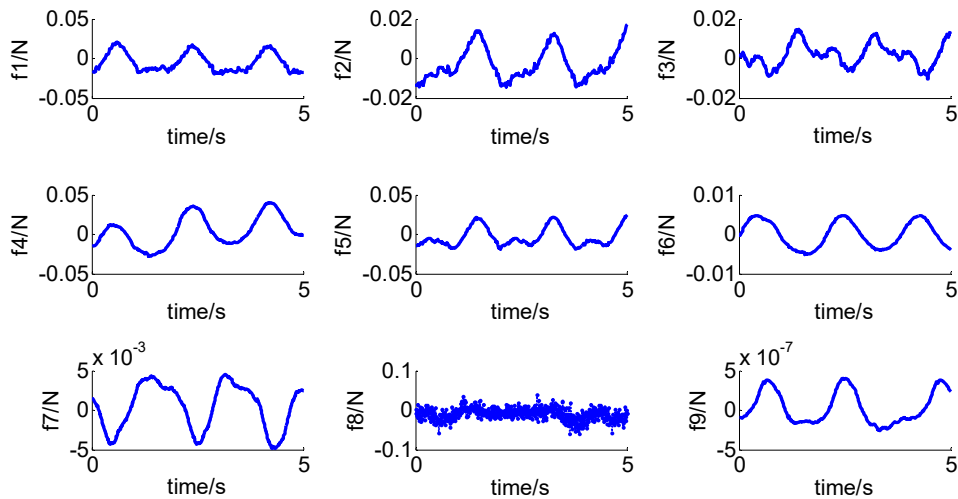 0.05 0.02 0.02
f1/N 0 f2/N 0 f3/N 0
-0.05 -0.02 -0.02
0 5 0 5 0 5
time/s time/s time/s
0.05 0.05 0.01
f4/N 0 f5/N 0 f6/N 0
-0.05 -0.05 -0.01
0 5 0 5 0 5
time/s time/s time/s
x 10^-3 x 10^-7
5 0.1 5
f7/N 0 f8/N 0 f9/N 0
-5 -0.1 -5
0 5 0 5 0 5
time/s time/s time/s